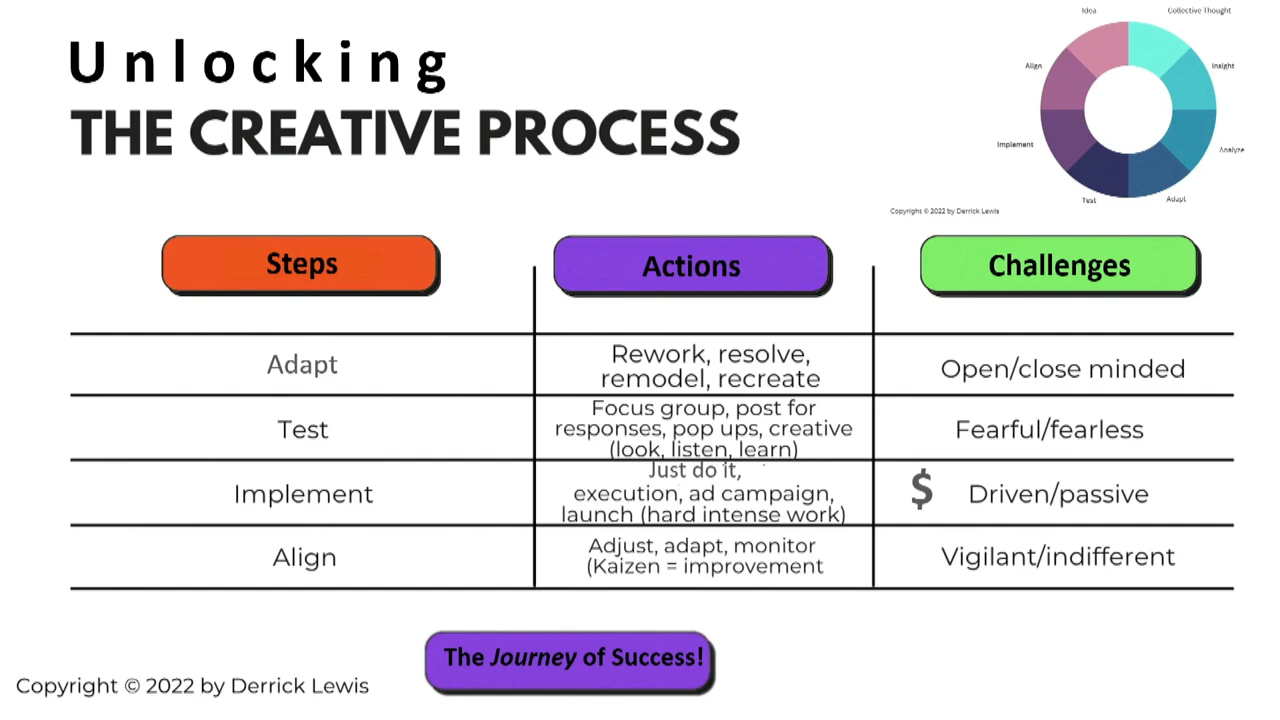 Unlocking
THE CREATIVE PROCESS
Idea
Collective Thought
Align
Insight
Implement
Analyze
Test
Adapt
Copyright © 2022 by Derrick Lewis
Steps
Actions
Challenges
Adapt
Rework, resolve,
remodel, recreate
Open/close minded
Test
Focus group, post for
responses, pop ups, creative
(look, listen, learn)
Fearful/fearless
Implement
Just do it,
execution, ad campaign,
launch (hard intense work)
$ Driven/passive
Align
Adjust, adapt, monitor
(Kaizen = improvement
Vigilant/indifferent
The Journey of Success!
Copyright © 2022 by Derrick Lewis